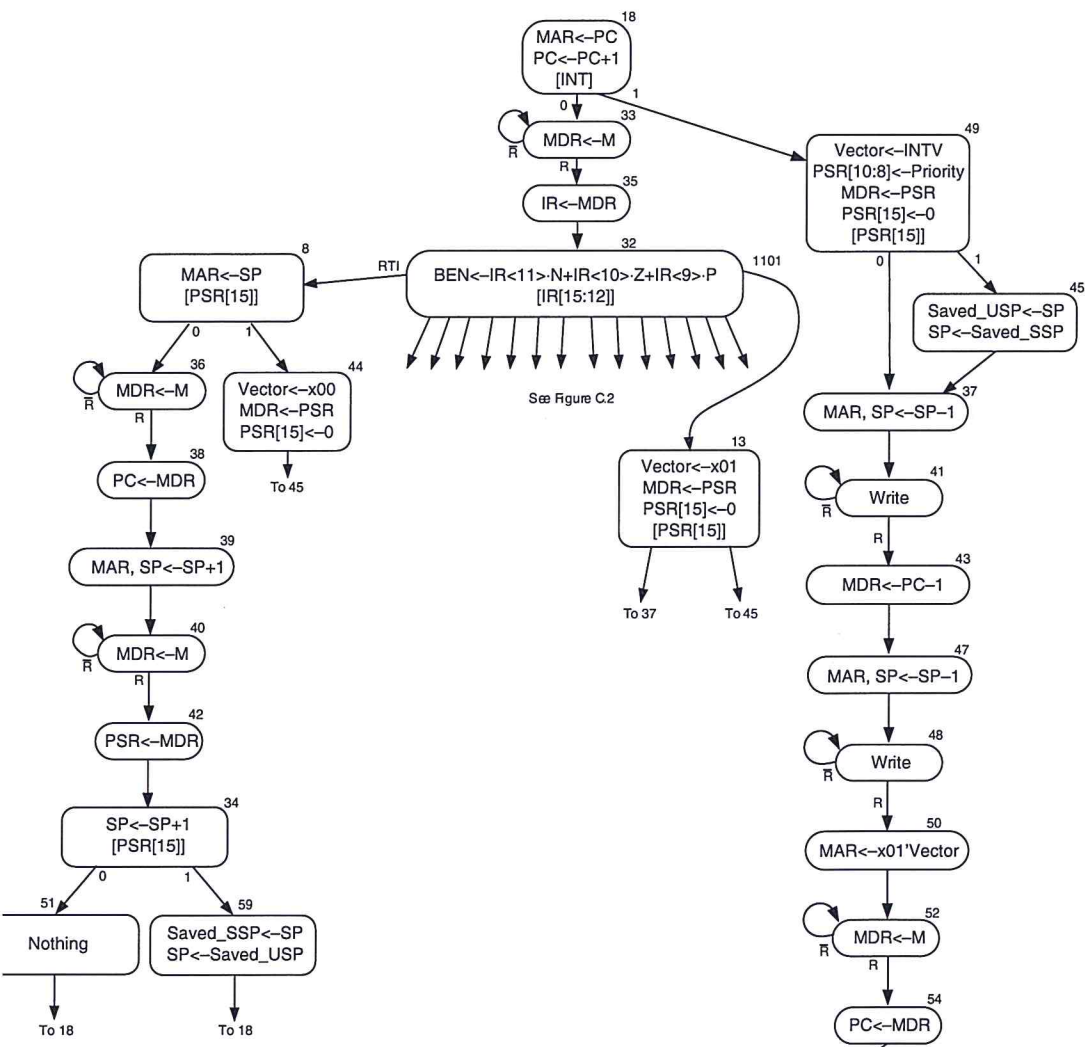 18
MAR<–PC
PC<–PC+1
[INT]
0
1
33
MDR<–M
R̅
R
35
IR<–MDR
32
BEN<–IR<11>·N+IR<10>·Z+IR<9>·P
[IR[15:12]]
RTI
1101
See Figure C.2
8
MAR<–SP
[PSR[15]]
0
1
36
MDR<–M
R̅
R
44
Vector<–x00
MDR<–PSR
PSR[15]<–0
To 45
38
PC<–MDR
39
MAR, SP<–SP+1
40
MDR<–M
R̅
R
42
PSR<–MDR
34
SP<–SP+1
[PSR[15]]
0
1
51
Nothing
To 18
59
Saved_SSP<–SP
SP<–Saved_USP
To 18
13
Vector<–x01
MDR<–PSR
PSR[15]<–0
[PSR[15]]
To 37
To 45
49
Vector<–INTV
PSR[10:8]<–Priority
MDR<–PSR
PSR[15]<–0
[PSR[15]]
0
1
45
Saved_USP<–SP
SP<–Saved_SSP
37
MAR, SP<–SP–1
41
Write
R̅
R
43
MDR<–PC–1
47
MAR, SP<–SP–1
48
Write
R̅
R
50
MAR<–x01'Vector
52
MDR<–M
R̅
R
54
PC<–MDR